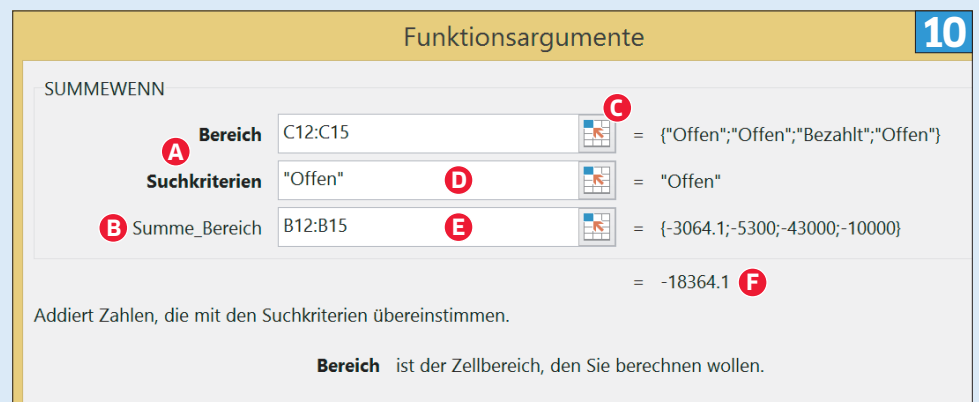 Funktionsargumente 10
SUMMEWENN
C
Bereich C12:C15 = {"Offen";"Offen";"Bezahlt";"Offen"}
A
Suchkriterien "Offen" D = "Offen"
B Summe_Bereich B12:B15 E = {-3064.1;-5300;-43000;-10000}
= -18364.1 F
Addiert Zahlen, die mit den Suchkriterien übereinstimmen.
Bereich ist der Zellbereich, den Sie berechnen wollen.